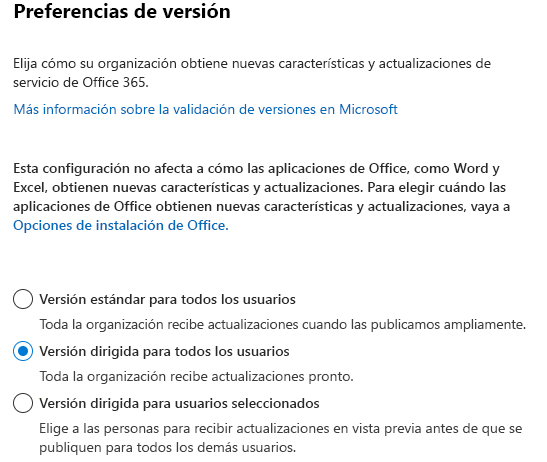 Preferencias de versión
Elija cómo su organización obtiene nuevas características y actualizaciones de
servicio de Office 365.
Más información sobre la validación de versiones en Microsoft
Esta configuración no afecta a cómo las aplicaciones de Office, como Word y
Excel, obtienen nuevas características y actualizaciones. Para elegir cuándo las
aplicaciones de Office obtienen nuevas características y actualizaciones, vaya a
Opciones de instalación de Office.
Versión estándar para todos los usuarios
Toda la organización recibe actualizaciones cuando las publicamos ampliamente.
Versión dirigida para todos los usuarios
Toda la organización recibe actualizaciones pronto.
Versión dirigida para usuarios seleccionados
Elige a las personas para recibir actualizaciones en vista previa antes de que se
publiquen para todos los demás usuarios.